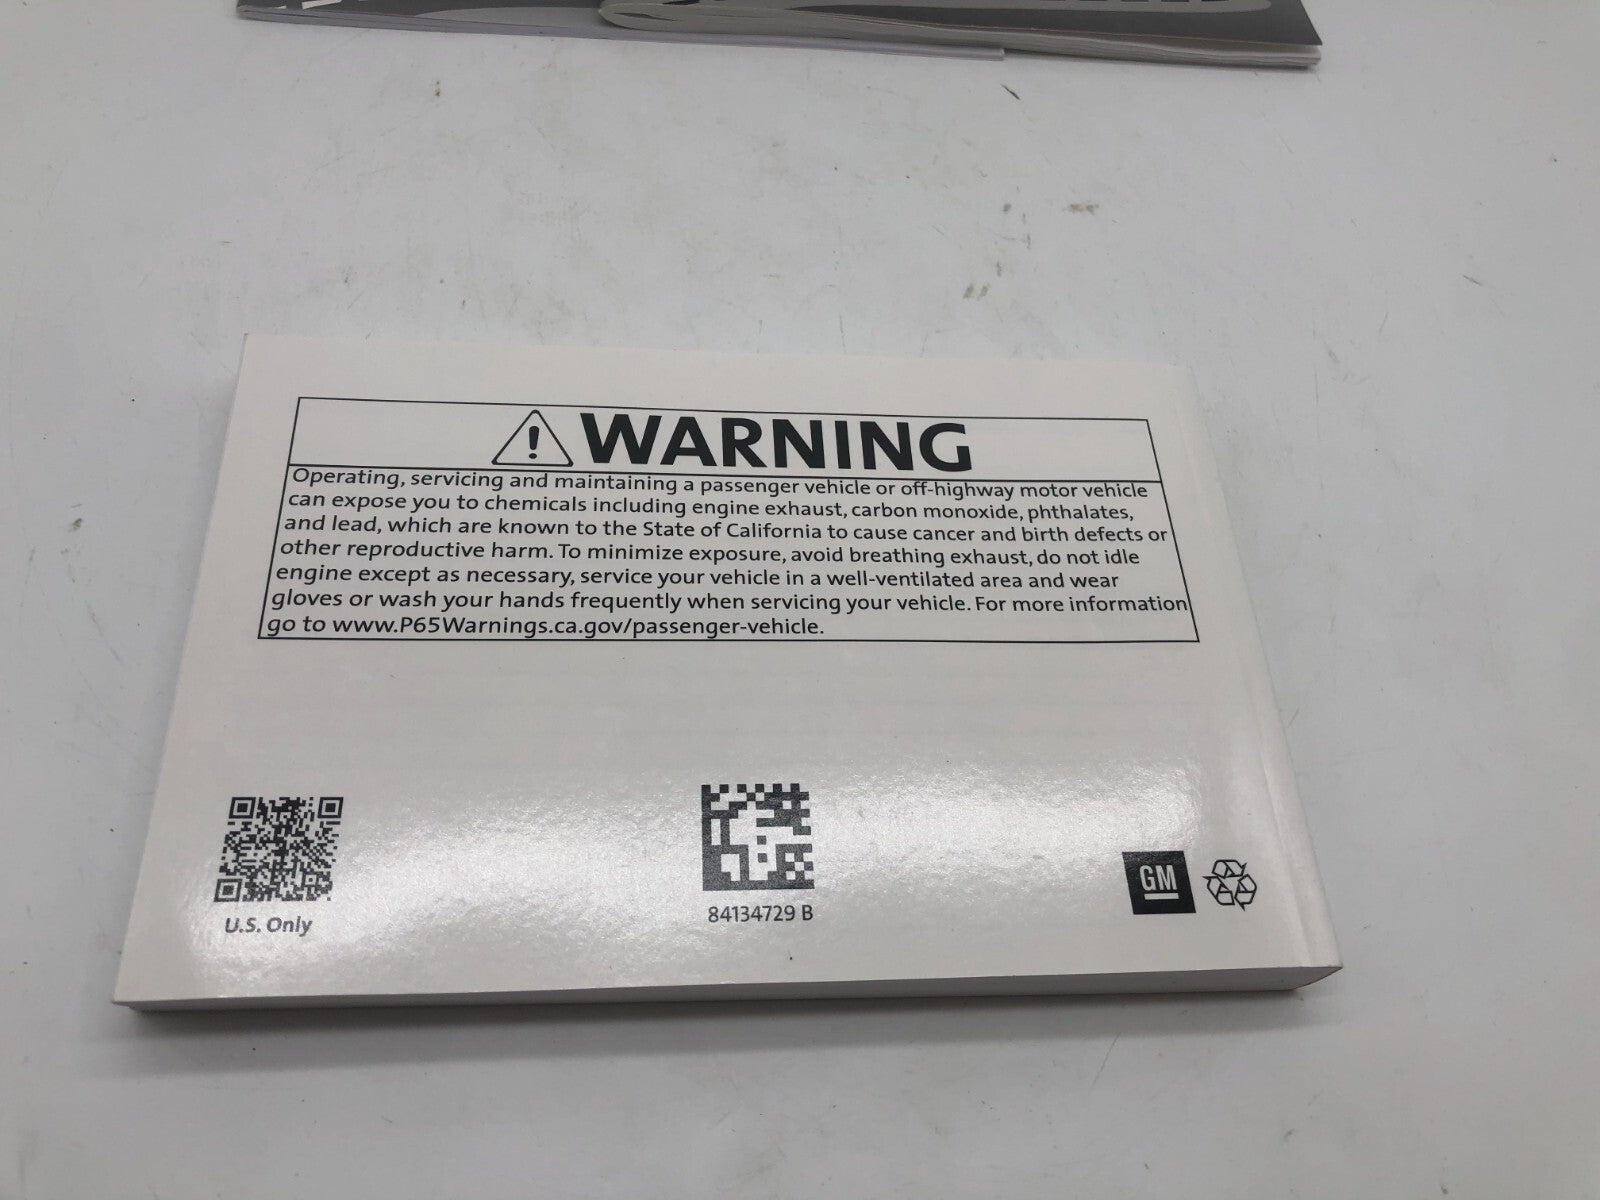 WARNING
Operating, servicing and maintaining a passenger vehicle or off-highway motor vehicle
can expose you to chemicals including engine exhaust, carbon monoxide, phthalates,
and lead, which are known to the State of California to cause cancer and birth defects or
other reproductive harm. To minimize exposure, avoid breathing exhaust, do not idle
engine except as necessary, service your vehicle in a well-ventilated area and wear
gloves or wash your hands frequently when servicing your vehicle. For more information
go to www.P65Warnings.ca.gov/passenger-vehicle.
U.S. Only
84134729 B
GM